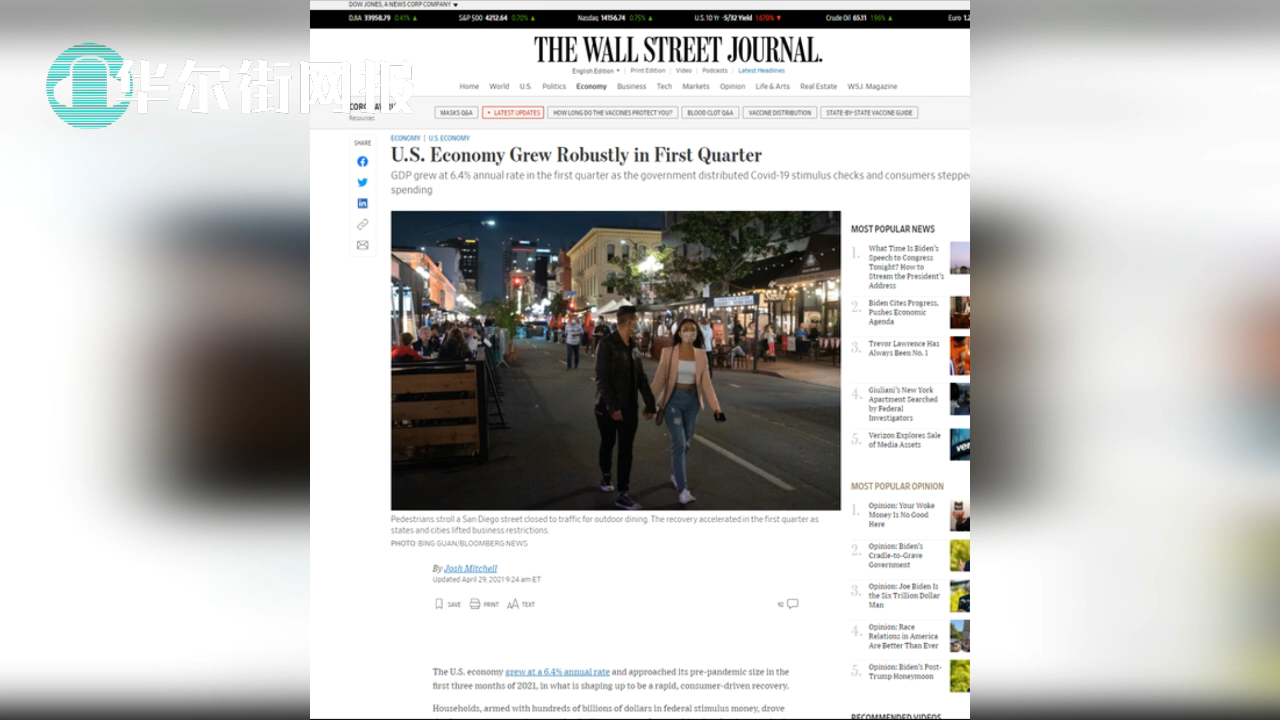 DOW JONES, A NEWS CORP COMPANY ▼
DJIA 33958.79 0.41% ▲ S&P 500 4212.64 0.70% ▲ Nasdaq 14156.74 0.75% ▲ U.S. 10 Yr -5/32 Yield 1.670% ▼ Crude Oil 65.11 1.96% ▲ Euro 1.2
THE WALL STREET JOURNAL.
English Edition ▼ | Print Edition | Video | Podcasts | Latest Headlines
华尔街网报
Home World U.S. Politics Economy Business Tech Markets Opinion Life & Arts Real Estate WSJ. Magazine
Resources
MASKS Q&A • LATEST UPDATES HOW LONG DO THE VACCINES PROTECT YOU? BLOOD CLOT Q&A VACCINE DISTRIBUTION STATE-BY-STATE VACCINE GUIDE
SHARE
ECONOMY | U.S. ECONOMY
U.S. Economy Grew Robustly in First Quarter
GDP grew at 6.4% annual rate in the first quarter as the government distributed Covid-19 stimulus checks and consumers stepped
spending
Pedestrians stroll a San Diego street closed to traffic for outdoor dining. The recovery accelerated in the first quarter as
states and cities lifted business restrictions.
PHOTO: BING GUAN/BLOOMBERG NEWS
By Josh Mitchell
Updated April 29, 2021 9:24 am ET
SAVE PRINT AA TEXT
92
The U.S. economy grew at a 6.4% annual rate and approached its pre-pandemic size in the
first three months of 2021, in what is shaping up to be a rapid, consumer-driven recovery.
Households, armed with hundreds of billions of dollars in federal stimulus money, drove
MOST POPULAR NEWS
1. What Time Is Biden's
Speech to Congress
Tonight? How to
Stream the President's
Address
2. Biden Cites Progress,
Pushes Economic
Agenda
3. Trevor Lawrence Has
Always Been No. 1
4. Giuliani's New York
Apartment Searched
by Federal
Investigators
5. Verizon Explores Sale
of Media Assets
MOST POPULAR OPINION
1. Opinion: Your Woke
Money Is No Good
Here
2. Opinion: Biden's
Cradle-to-Grave
Government
3. Opinion: Joe Biden Is
the Six Trillion Dollar
Man
4. Opinion: Race
Relations in America
Are Better Than Ever
5. Opinion: Biden's Post-
Trump Honeymoon
RECOMMENDED VIDEOS